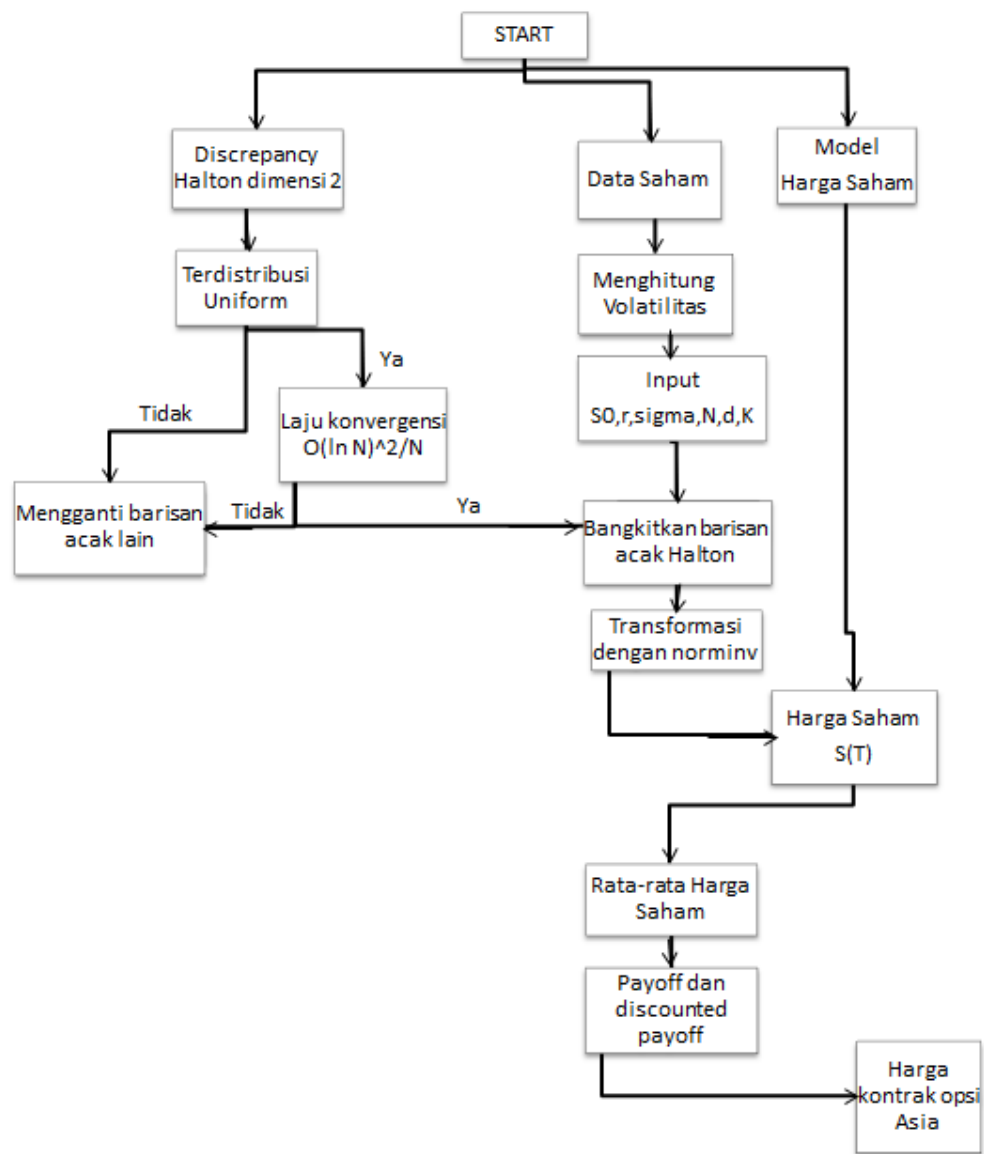 START
Discrepancy
Halton dimensi 2
Data Saham
Model
Harga Saham
Terdistribusi
Uniform
Menghitung
Volatilitas
Ya
Tidak
Laju konvergensi
O(ln N)^2/N
Input
S0,r,sigma,N,d,K
Mengganti barisan
acak lain
Tidak
Ya
Bangkitkan barisan
acak Halton
Transformasi
dengan norminv
Harga Saham
S(T)
Rata-rata Harga
Saham
Payoff dan
discounted
payoff
Harga
kontrak opsi
Asia